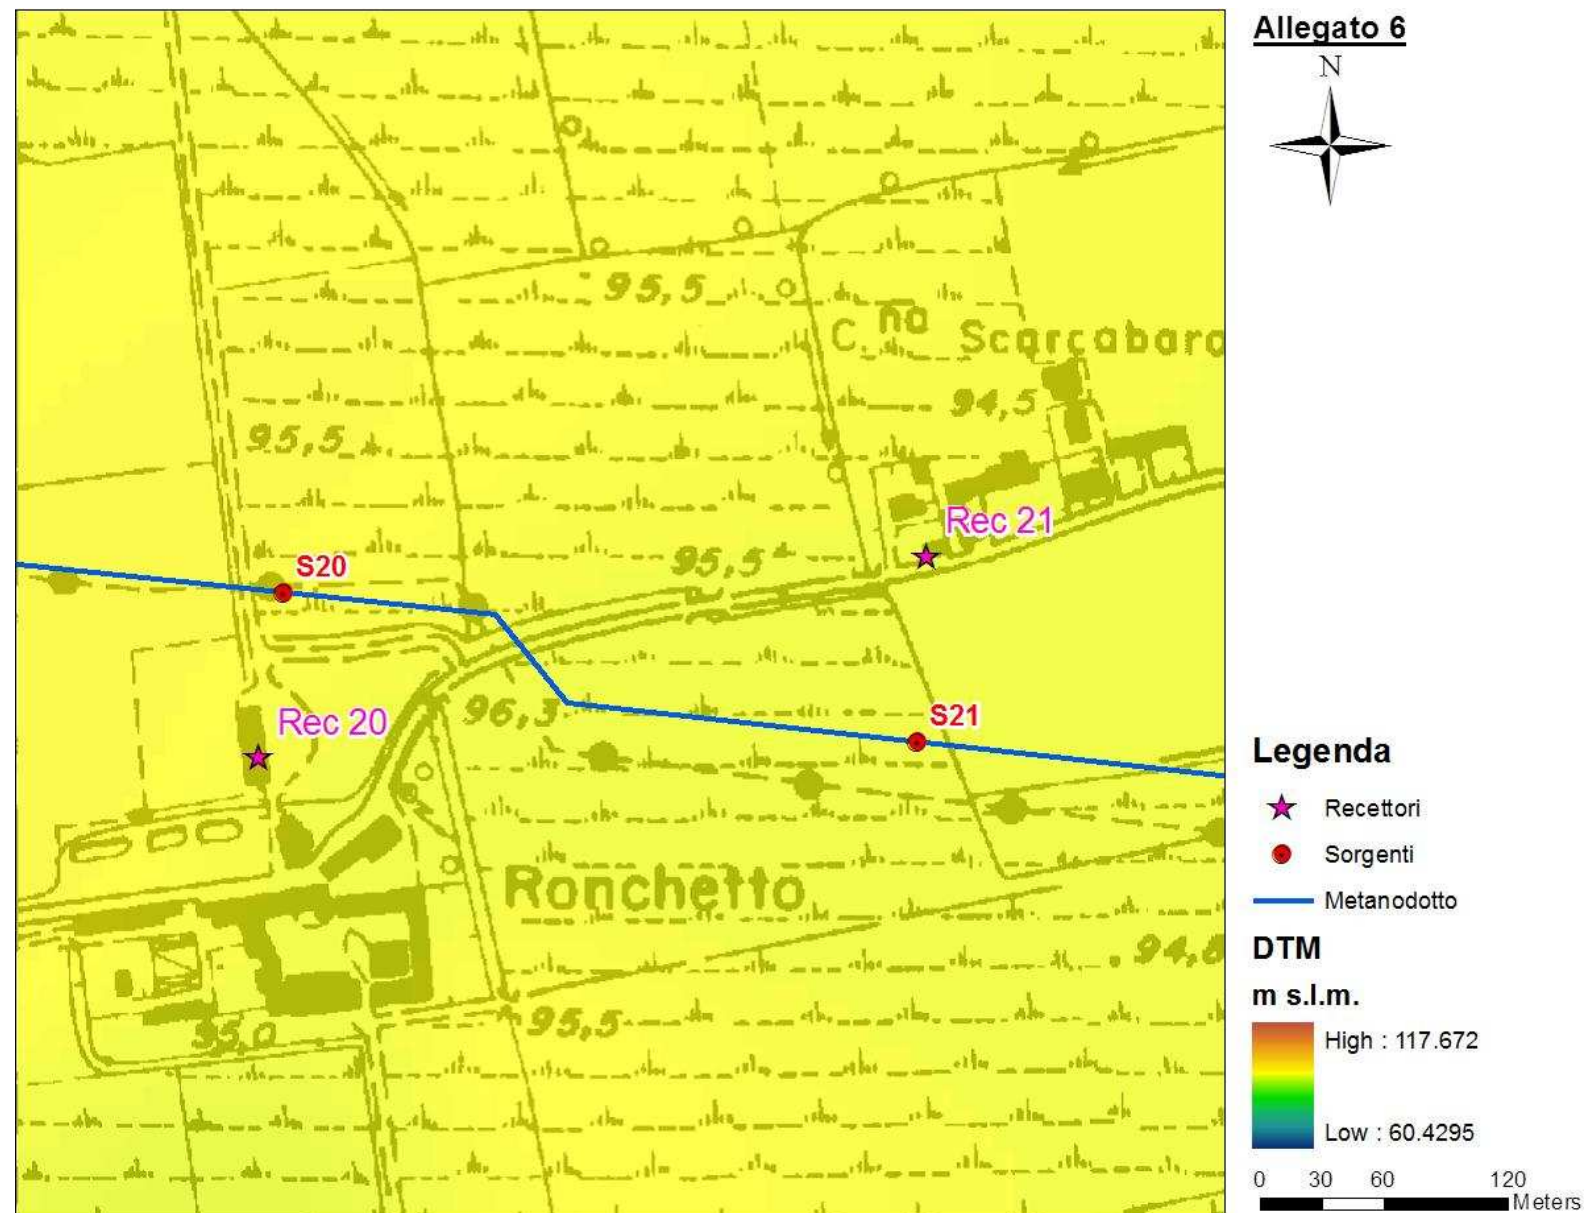 Allegato 6
N
95,5
C.na Scarcabara
94,5
95,5
Rec 21
95,5
S20
S21
Rec 20
96,3
Ronchetto
94,6
95,5
95,0
Legenda
Recettori
Sorgenti
Metanodotto
DTM
m s.l.m.
High : 117.672
Low : 60.4295
0 30 60 120
Meters